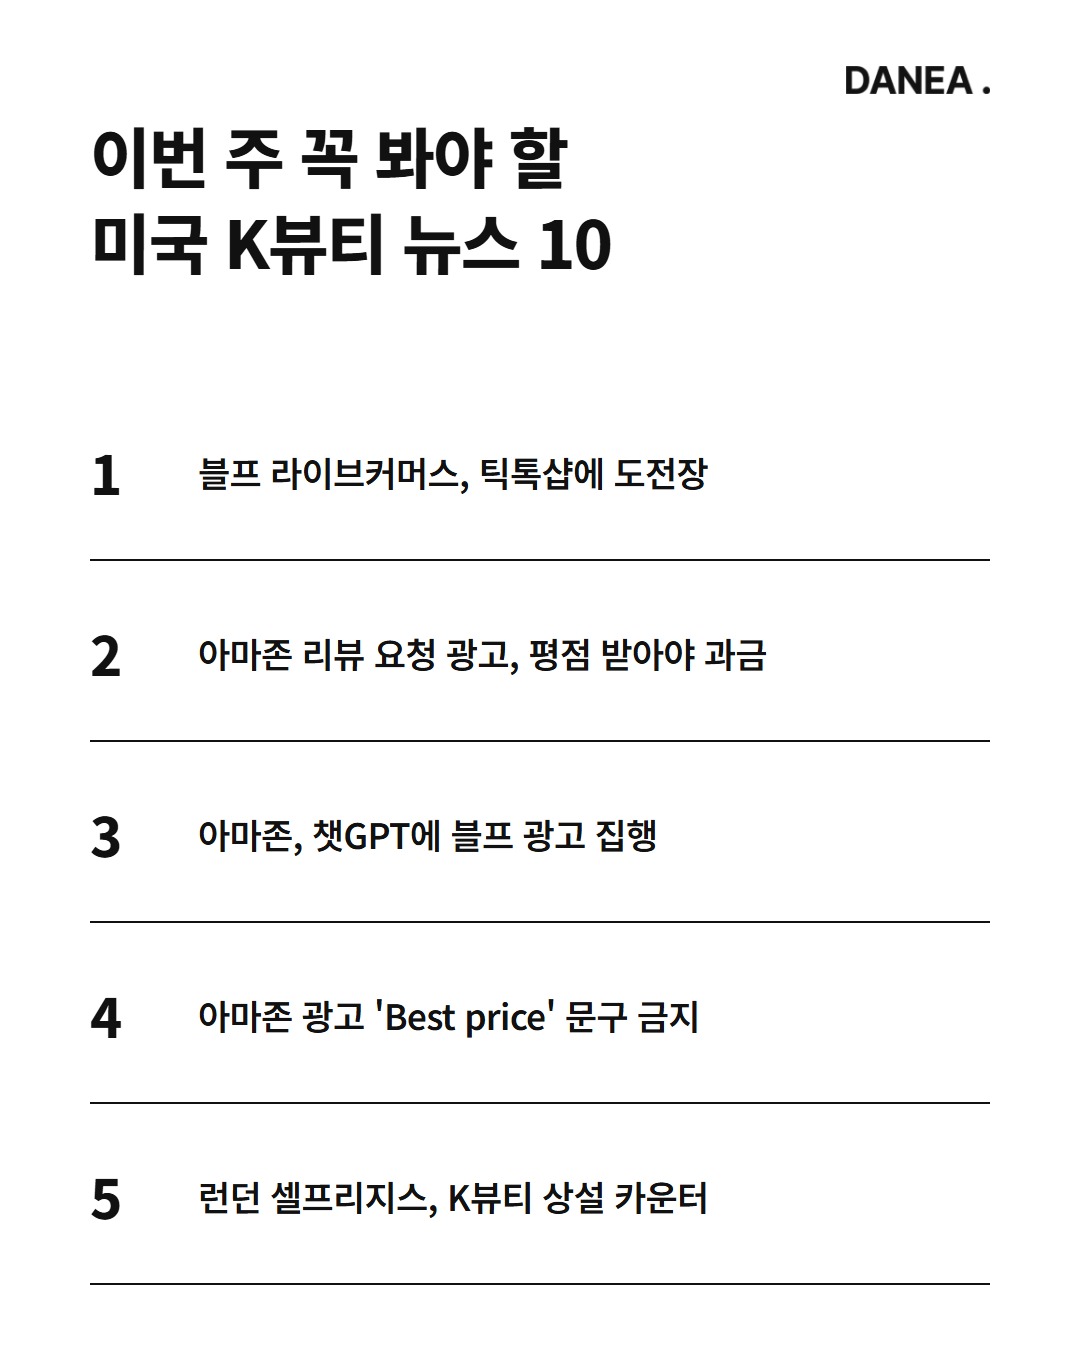 DANEA .
이번 주 꼭 봐야 할
미국 K뷰티 뉴스 10
1 블프 라이브커머스, 틱톡샵에 도전장
2 아마존 리뷰 요청 광고, 평점 받아야 과금
3 아마존, 챗GPT에 블프 광고 집행
4 아마존 광고 'Best price' 문구 금지
5 런던 셀프리지스, K뷰티 상설 카운터